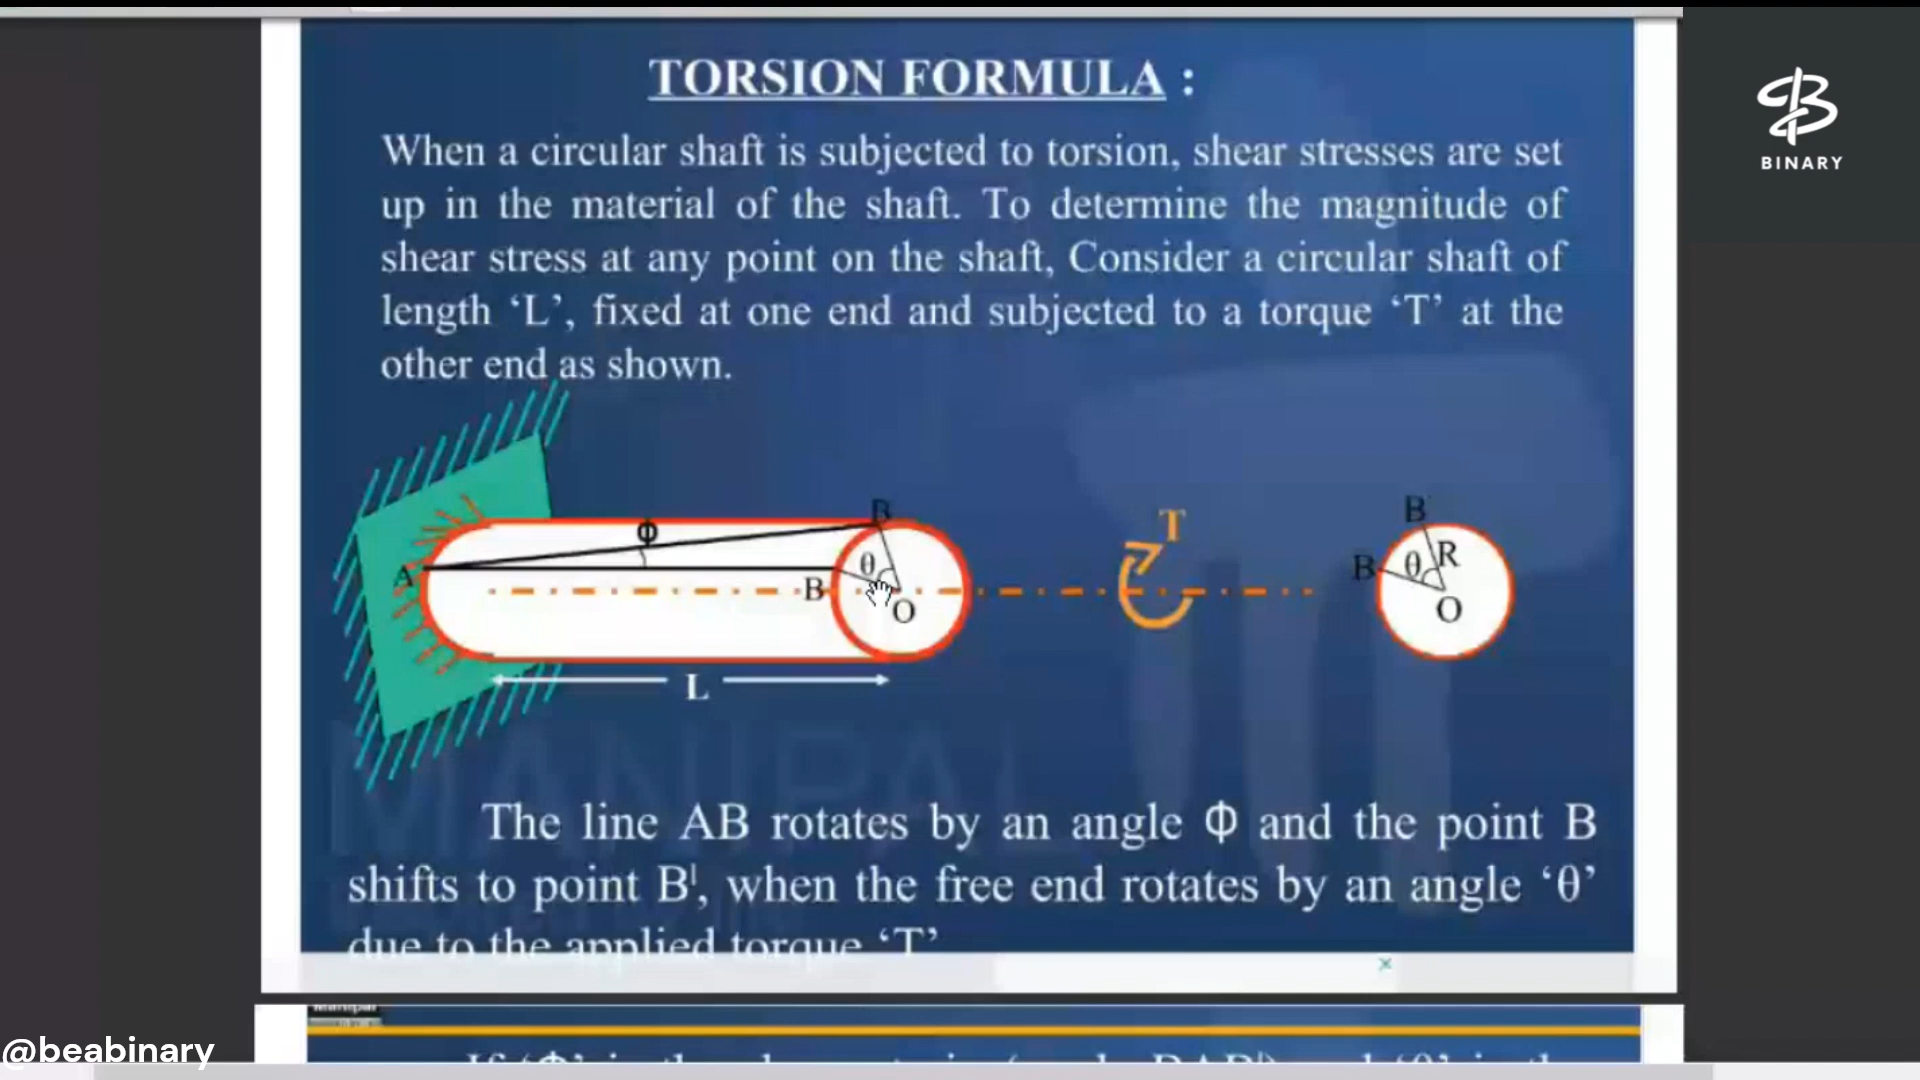 BINARY
TORSION FORMULA :
When a circular shaft is subjected to torsion, shear stresses are set
up in the material of the shaft. To determine the magnitude of
shear stress at any point on the shaft, Consider a circular shaft of
length ‘L’, fixed at one end and subjected to a torque ‘T’ at the
other end as shown.
Φ
B
A
θ
B
O
L
T
B
B
θ
R
O
MANIPAL
The line AB rotates by an angle Φ and the point B
shifts to point Bˡ, when the free end rotates by an angle ‘θ’
due to the applied torque ‘T’
@beabinary